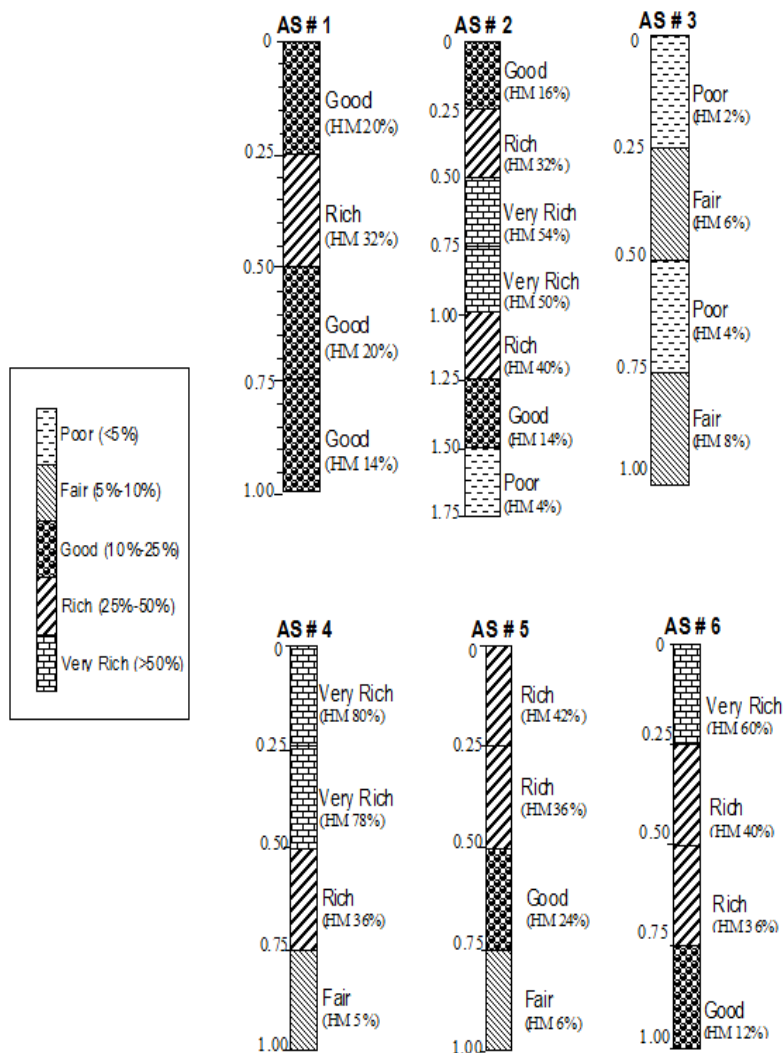 AS # 1
0
Good
(HM 20%)
0.25
Rich
(HM 32%)
0.50
Good
(HM 20%)
0.75
Good
(HM 14%)
1.00
AS # 2
0
Good
(HM 16%)
0.25
Rich
(HM 32%)
0.50
Very Rich
(HM 54%)
0.75
Very Rich
(HM 50%)
1.00
Rich
(HM 40%)
1.25
Good
(HM 14%)
1.50
Poor
(HM 4%)
1.75
AS # 3
0
Poor
(HM 2%)
0.25
Fair
(HM 6%)
0.50
Poor
(HM 4%)
0.75
Fair
(HM 8%)
1.00
Poor (<5%)
Fair (5%-10%)
Good (10%-25%)
Rich (25%-50%)
Very Rich (>50%)
AS # 4
0
Very Rich
(HM 80%)
0.25
Very Rich
(HM 78%)
0.50
Rich
(HM 36%)
0.75
Fair
(HM 5%)
1.00
AS # 5
0
Rich
(HM 42%)
0.25
Rich
(HM 36%)
0.50
Good
(HM 24%)
0.75
Fair
(HM 6%)
1.00
AS # 6
0
Very Rich
(HM 60%)
0.25
Rich
(HM 40%)
0.50
Rich
(HM 36%)
0.75
Good
(HM 12%)
1.00